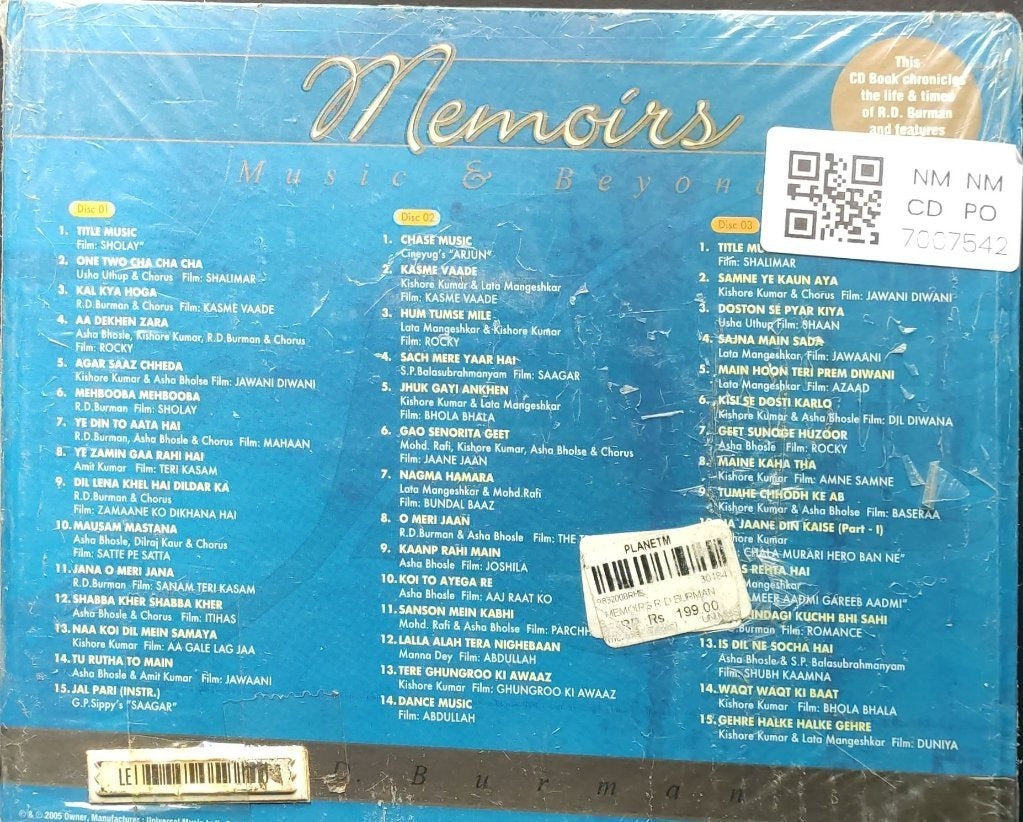 Memoirs
Music & Beyon
This
CD Book chronicles
the life & times
of R.D. Burman
and features
NM NM
CD PO
7007542
Disc 01
1. TITLE MUSIC
Film: SHOLAY"
2. ONE TWO CHA CHA CHA
Usha Uthup & Chorus Film: SHALIMAR
3. KAL KYA HOGA
R.D.Burman & Chorus Film: KASME VAADE
4. AA DEKHEN ZARA
Asha Bhosle, Kishore Kumar, R.D.Burman & Chorus
Film: ROCKY
5. AGAR SAAZ CHHEDA
Kishore Kumar & Asha Bholse Film: JAWANI DIWANI
6. MEHBOOBA MEHBOOBA
R.D.Burman Film: SHOLAY
7. YE DIN TO AATA HAI
R.D.Burman, Asha Bhosle & Chorus Film: MAHAAN
8. YE ZAMIN GAA RAHI HAI
Amit Kumar Film: TERI KASAM
9. DIL LENA KHEL HAI DILDAR KA
R.D.Burman & Chorus
Film: ZAMAANE KO DIKHANA HAI
10. MAUSAM MASTANA
Asha Bhosle, Dilraj Kaur & Chorus
Film: SATTE PE SATTA
11. JANA O MERI JANA
R.D.Burman Film: SANAM TERI KASAM
12. SHABBA KHER SHABBA KHER
Asha Bhosle & Chorus Film: ITIHAS
13. NAA KOI DIL MEIN SAMAYA
Kishore Kumar Film: AA GALE LAG JAA
14. TU RUTHA TO MAIN
Asha Bhosle & Amit Kumar Film: JAWAANI
15. JAL PARI (INSTR.)
G.P.Sippy's "SAAGAR"
Disc 02
1. CHASE MUSIC
Cineyug's "ARJUN"
2. KASME VAADE
Kishore Kumar & Lata Mangeshkar
Film: KASME VAADE
3. HUM TUMSE MILE
Lata Mangeshkar & Kishore Kumar
Film: ROCKY
4. SACH MERE YAAR HAI
S.P.Balasubrahmanyam Film: SAAGAR
5. JHUK GAYI ANKHEN
Kishore Kumar & Lata Mangeshkar
Film: BHOLA BHALA
6. GAO SENORITA GEET
Mohd. Rafi, Kishore Kumar, Asha Bholse & Chorus
Film: JAANE JAAN
7. NAGMA HAMARA
Lata Mangeshkar & Mohd.Rafi
Film: BUNDAL BAAZ
8. O MERI JAAN
R.D.Burman & Asha Bhosle Film: THE T
9. KAANP RAHI MAIN
Asha Bhosle Film: JOSHILA
10. KOI TO AYEGA RE
Asha Bhosle Film: AAJ RAAT KO
11. SANSON MEIN KABHI
Mohd. Rafi & Asha Bholse Film: PARCHH
12. LALLA ALAH TERA NIGHEBAAN
Manna Dey Film: ABDULLAH
13. TERE GHUNGROO KI AWAAZ
Kishore Kumar Film: GHUNGROO KI AWAAZ
14. DANCE MUSIC
Film: ABDULLAH
Disc 03
1. TITLE MU
Film: SHALIMAR
2. SAMNE YE KAUN AYA
Kishore Kumar & Chorus Film: JAWANI DIWANI
3. DOSTON SE PYAR KIYA
Usha Uthup Film: SHAAN
4. SAJNA MAIN SADA
Lata Mangeshkar Film: JAWAANI
5. MAIN HOON TERI PREM DIWANI
Lata Mangeshkar Film: AZAAD
6. KISI SE DOSTI KARLO
Kishore Kumar & Asha Bhosle Film: DIL DIWANA
7. GEET SUNOGE HUZOOR
Asha Bhosle Film: ROCKY
8. MAINE KAHA THA
Kishore Kumar Film: AMNE SAMNE
9. TUMHE CHHODH KE AB
Kishore Kumar & Asha Bholse Film: BASERAA
JAANE DIN KAISE (Part - I)
Kumar
CHALA MURARI HERO BAN NE"
REHTA HAI
Mangeshkar
AMEER AADMI GAREEB AADMI"
INDAGI KUCHH BHI SAHI
Burman Film: ROMANCE
13. IS DIL NE SOCHA HAI
Asha Bhosle & S.P. Balasubrahmanyam
Film: SHUBH KAAMNA
14. WAQT WAQT KI BAAT
Kishore Kumar Film: BHOLA BHALA
15. GEHRE HALKE HALKE GEHRE
Kishore Kumar & Lata Mangeshkar Film: DUNIYA
PLANETM
30184
MEMOIRS R D BURMAN
Rs 199.00
LE
D. Burman
℗ & © 2005 Owner, Manufacturer : Universal Music